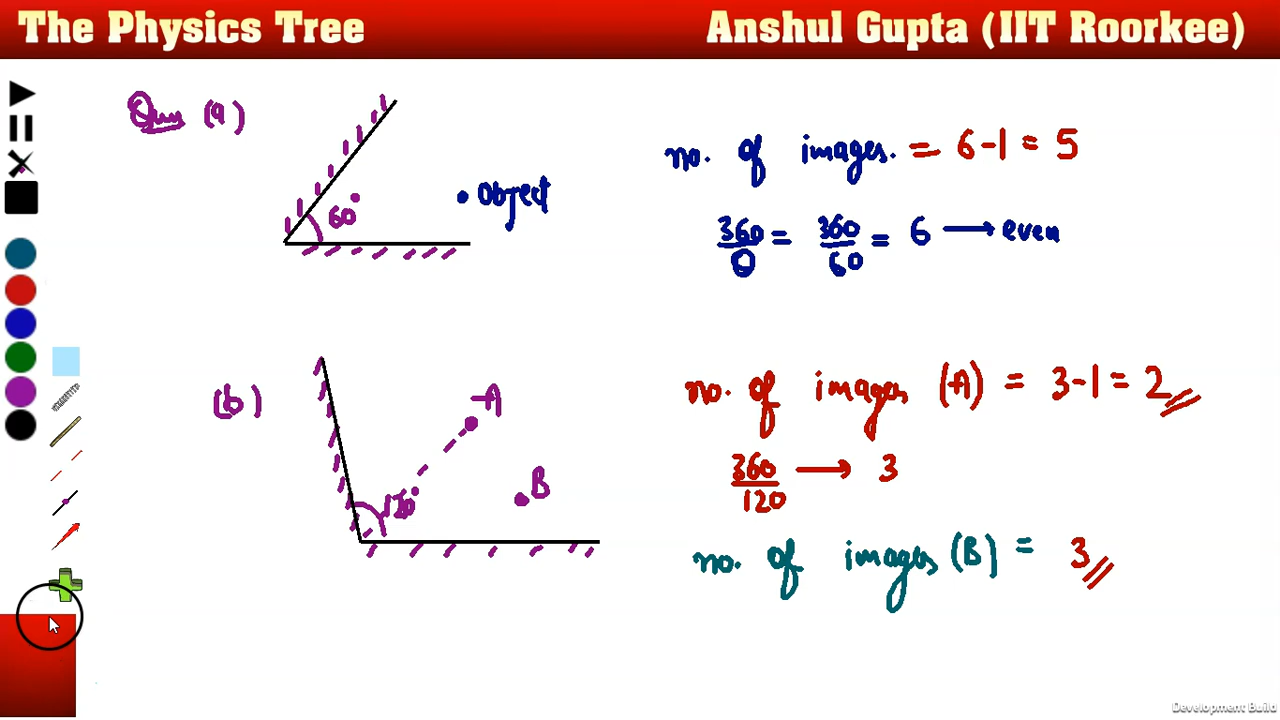 The Physics Tree
Anshul Gupta (IIT Roorkee)
Ques (a)
60°
Object
no. of images. = 6-1 = 5
360/θ = 360/60 = 6 → even
(b)
A
B
120°
no. of images (A) = 3-1 = 2
360/120 → 3
no. of images (B) = 3
Development Build